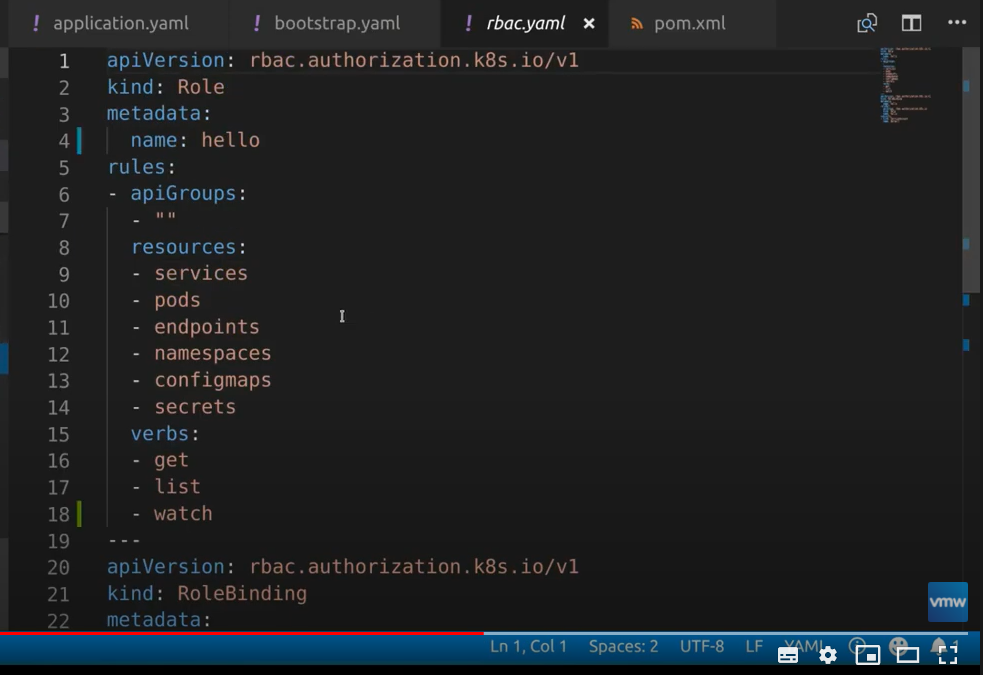 ! application.yaml ! bootstrap.yaml ! rbac.yaml × pom.xml ...
1 apiVersion: rbac.authorization.k8s.io/v1
2 kind: Role
3 metadata:
4 name: hello
5 rules:
6 - apiGroups:
7 - ""
8 resources:
9 - services
10 - pods
11 - endpoints
12 - namespaces
13 - configmaps
14 - secrets
15 verbs:
16 - get
17 - list
18 - watch
19 ---
20 apiVersion: rbac.authorization.k8s.io/v1
21 kind: RoleBinding
22 metadata:
vmw
Ln 1, Col 1 Spaces: 2 UTF-8 LF YAML 1